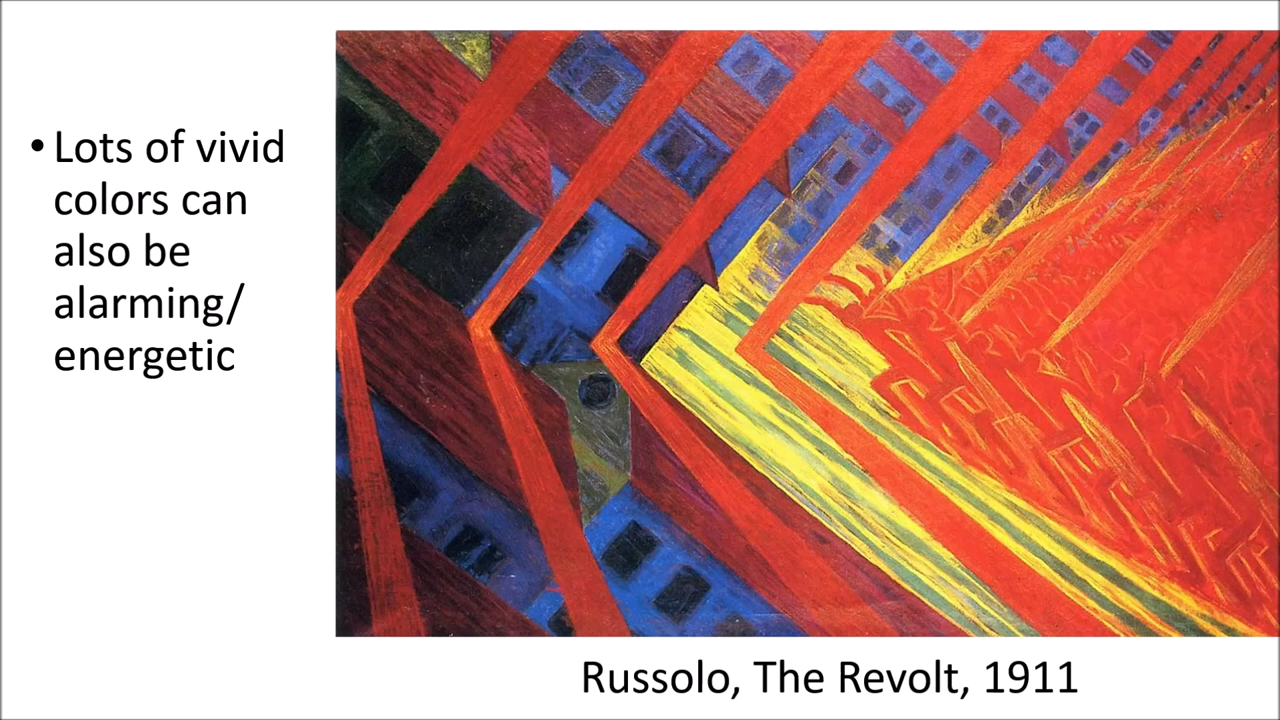 • Lots of vivid
colors can
also be
alarming/
energetic
Russolo, The Revolt, 1911